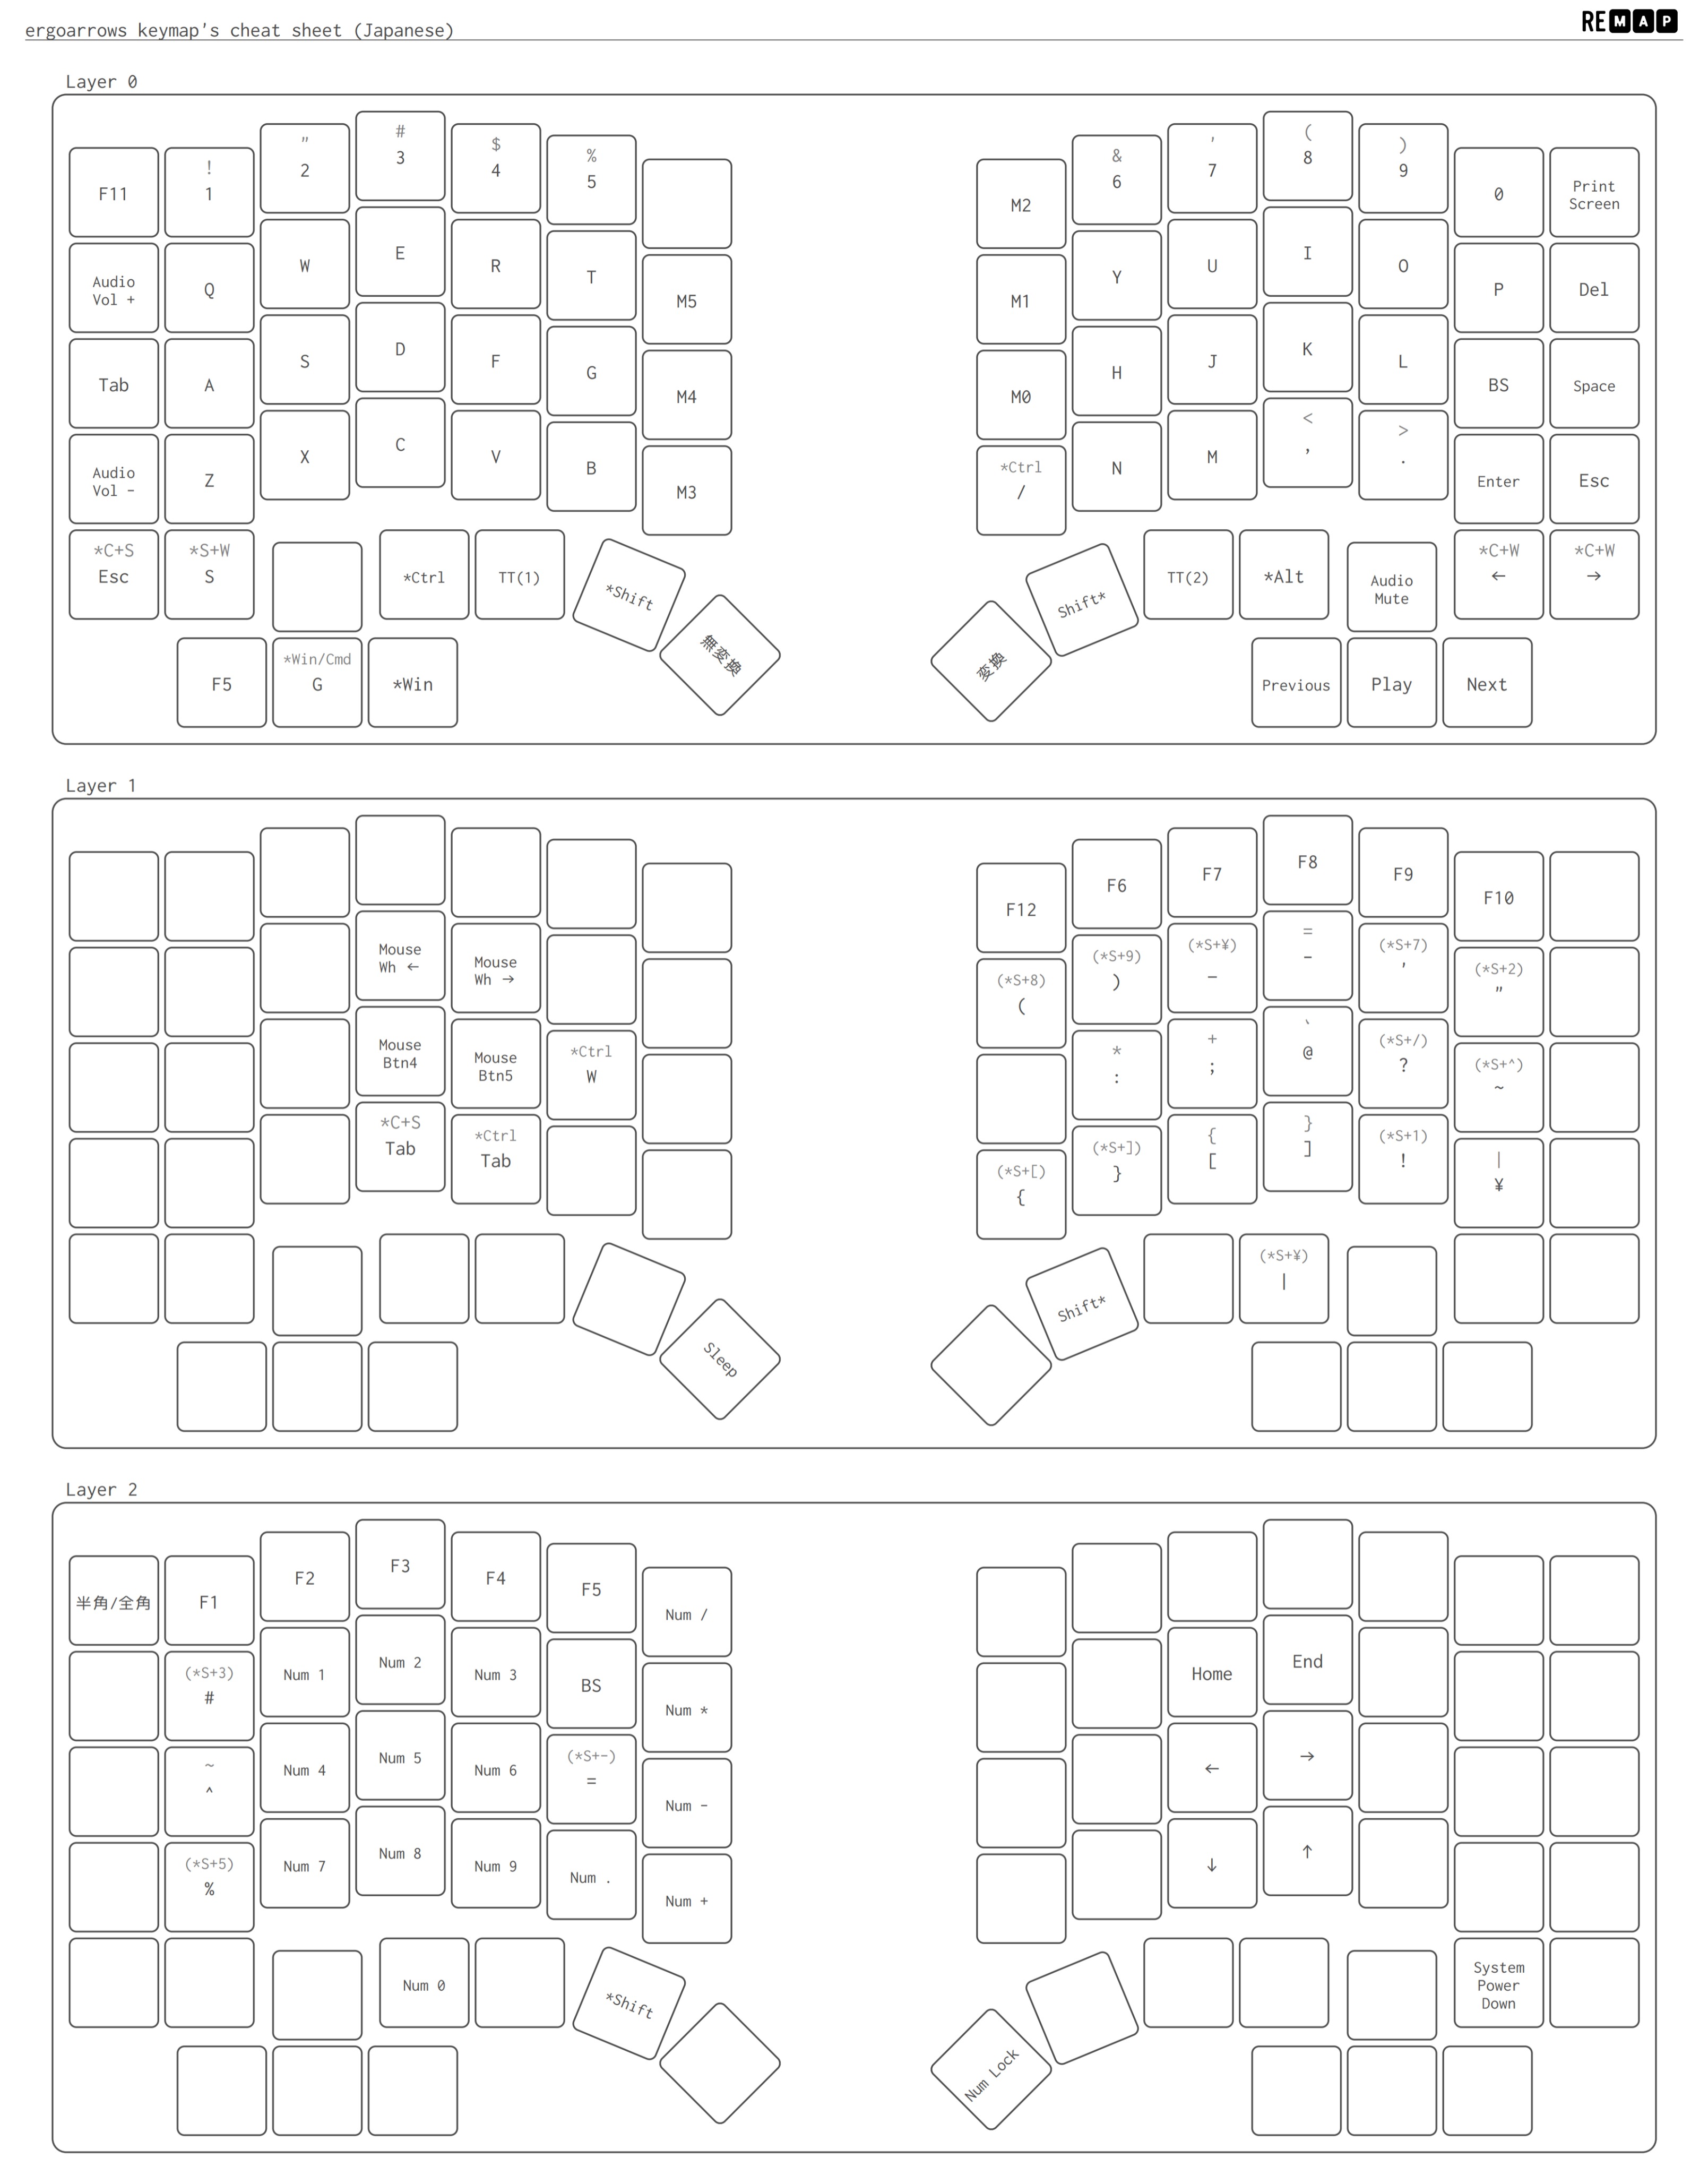 ergoarrows keymap's cheat sheet (Japanese)
REMAP
Layer 0
F11
!
1
"
2
#
3
$
4
%
5
M2
&
6
'
7
(
8
)
9
0
Print
Screen
Audio
Vol +
Q
W
E
R
T
M5
M1
Y
U
I
O
P
Del
Tab
A
S
D
F
G
M4
M0
H
J
K
L
BS
Space
Audio
Vol -
Z
X
C
V
B
M3
*Ctrl
/
N
M
<
,
>
.
Enter
Esc
*C+S
Esc
*S+W
S
*Ctrl
TT(1)
*Shift
無変換
変換
Shift*
TT(2)
*Alt
Audio
Mute
*C+W
←
*C+W
→
F5
*Win/Cmd
G
*Win
Previous
Play
Next
Layer 1
F12
F6
F7
F8
F9
F10
Mouse
Wh ←
Mouse
Wh →
(*S+8)
(
(*S+9)
)
(*S+¥)
_
=
-
(*S+7)
'
(*S+2)
"
Mouse
Btn4
Mouse
Btn5
*Ctrl
W
*
:
+
;
`
@
(*S+/)
?
(*S+^)
~
*C+S
Tab
*Ctrl
Tab
(*S+[)
{
(*S+])
}
{
[
}
]
(*S+1)
!
|
¥
Sleep
Shift*
(*S+¥)
|
Layer 2
半角/全角
F1
F2
F3
F4
F5
Num /
(*S+3)
#
Num 1
Num 2
Num 3
BS
Num *
Home
End
~
^
Num 4
Num 5
Num 6
(*S+-)
=
Num -
←
→
(*S+5)
%
Num 7
Num 8
Num 9
Num .
Num +
↓
↑
Num 0
*Shift
Num Lock
System
Power
Down